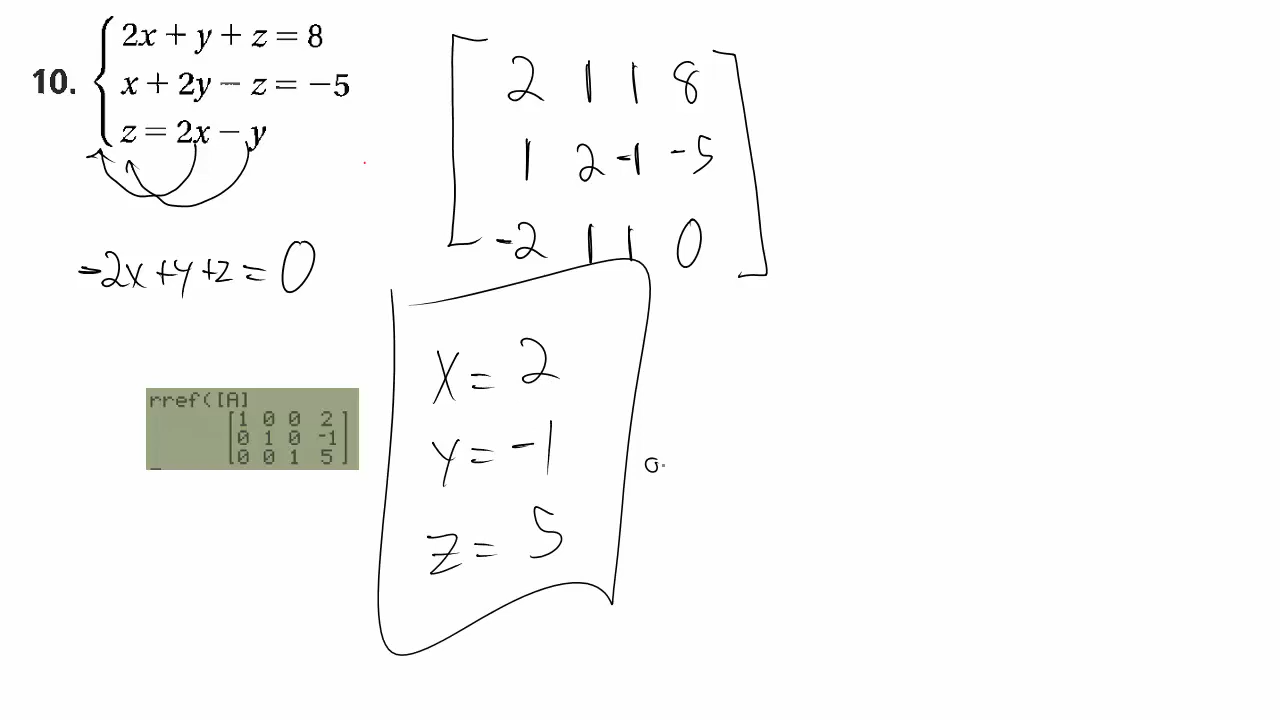 10. 2x + y + z = 8
x + 2y − z = −5
z = 2x − y
-2x + y + z = 0
2 1 1 8
1 2 -1 -5
-2 1 1 0
rref([A]
[1 0 0 2]
[0 1 0 -1]
[0 0 1 5]
x = 2
y = -1
z = 5